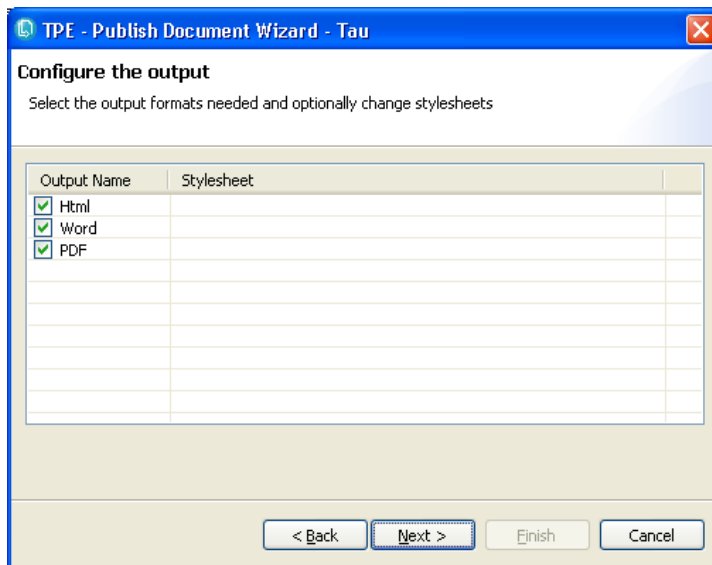 TPE - Publish Document Wizard - Tau
Configure the output
Select the output formats needed and optionally change stylesheets
Output Name Stylesheet
Html
Word
PDF
< Back Next > Finish Cancel